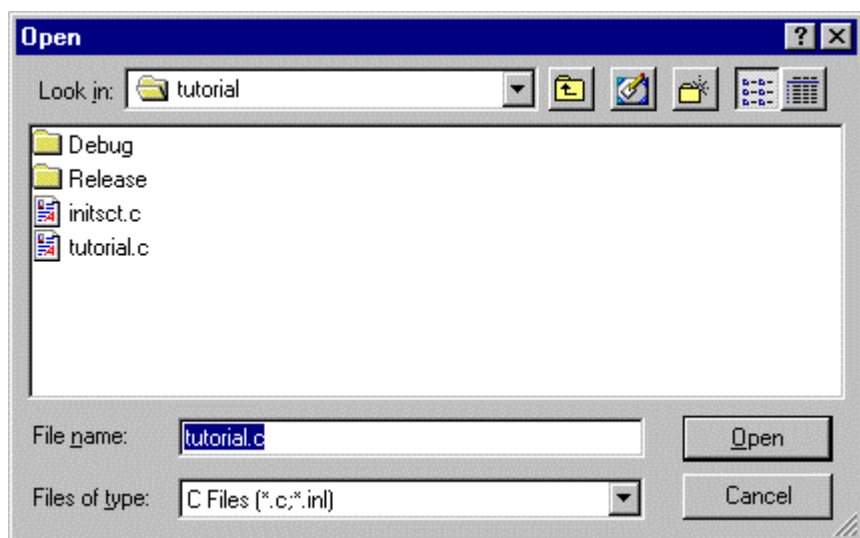 Open
Look in: tutorial
Debug
Release
initsct.c
tutorial.c
File name: tutorial.c Open
Files of type: C Files (*.c;*.inl) Cancel